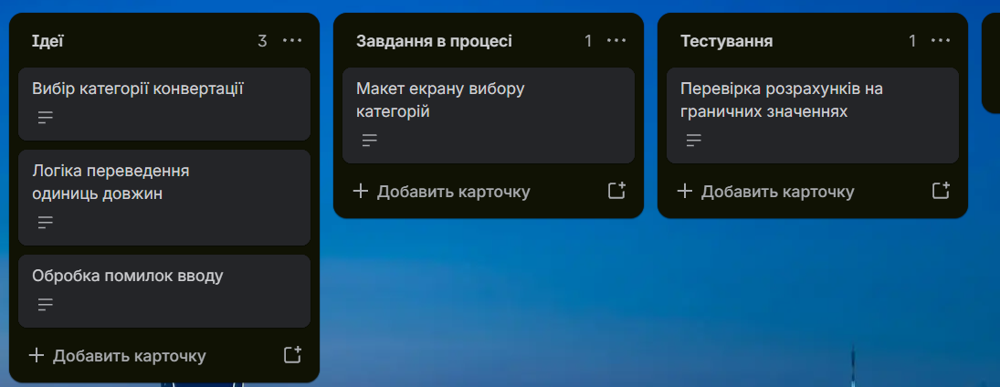 Ідеї
3
Вибір категорії конвертації
Логіка переведення
одиниць довжин
Обробка помилок вводу
Добавить карточку
Завдання в процесі
1
Макет екрану вибору
категорій
Добавить карточку
Тестування
1
Перевірка розрахунків на
граничних значеннях
Добавить карточку